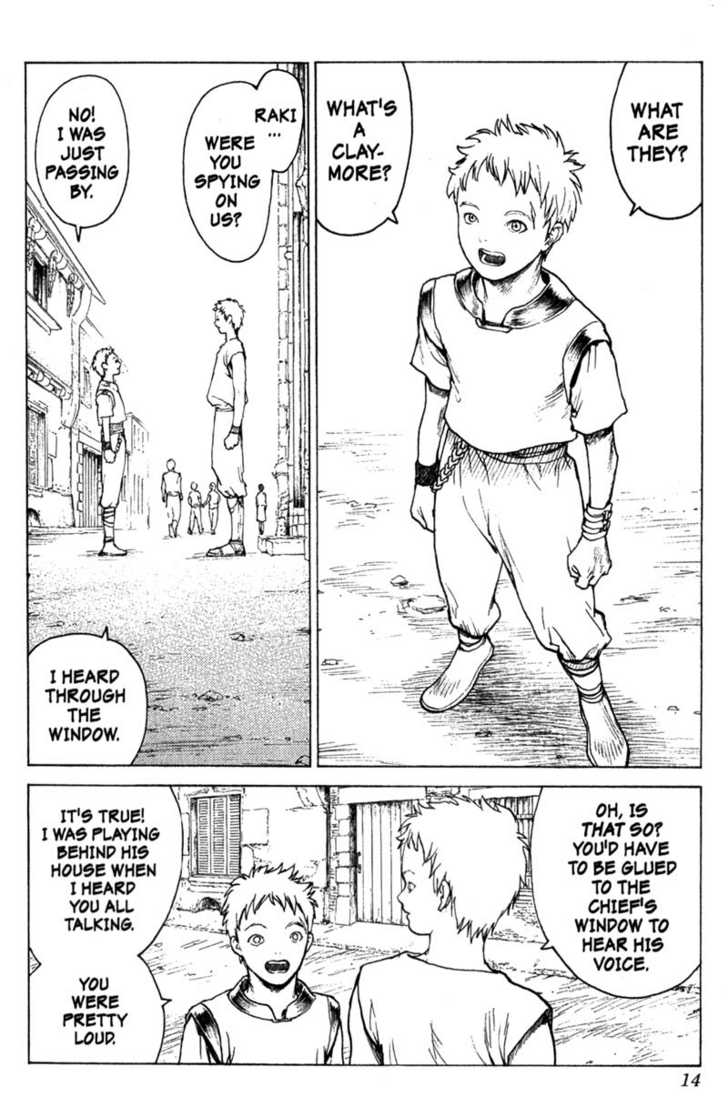 WHAT
ARE
THEY?
WHAT'S
A
CLAY-
MORE?
RAKI
...
WERE
YOU
SPYING
ON
US?
NO!
I WAS
JUST
PASSING
BY.
I HEARD
THROUGH
THE
WINDOW.
OH, IS
THAT SO?
YOU'D HAVE
TO BE GLUED
TO THE
CHIEF'S
WINDOW TO
HEAR HIS
VOICE.
IT'S TRUE!
I WAS PLAYING
BEHIND HIS
HOUSE WHEN
I HEARD
YOU ALL
TALKING.
YOU
WERE
PRETTY
LOUD.
14